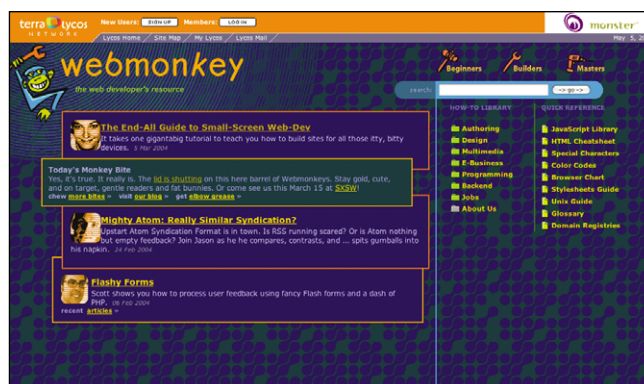 terra Lycos
NETWORK
New Users: SIGN UP Members: LOG IN
monster
Lycos Home / Site Map / My Lycos / Lycos Mail /
May 5, 20
webmonkey
the web developer's resource
Beginners
Builders
Masters
search:
-> go ->
The End-All Guide to Small-Screen Web-Dev
It takes one gigantabig tutorial to teach you how to build sites for all those itty, bitty
devices. 5 Mar 2004
Today's Monkey Bite
Yes, it's true. It really is. The lid is shutting on this here barrel of Webmonkeys. Stay gold, cute,
and on target, gentle readers and fat bunnies. Or come see us this March 15 at SXSW!
chew more bites » visit our blog » get elbow grease »
Mighty Atom: Really Similar Syndication?
Upstart Atom Syndication Format is in town. Is RSS running scared? Or is Atom nothing
but empty feedback? Join Jason as he he compares, contrasts, and ... spits gumballs into
his napkin. 24 Feb 2004
Flashy Forms
Scott shows you how to process user feedback using fancy Flash forms and a dash of
PHP. 06 Feb 2004
recent articles »
HOW-TO LIBRARY
Authoring
Design
Multimedia
E-Business
Programming
Backend
Jobs
About Us
QUICK REFERENCE
JavaScript Library
HTML Cheatsheet
Special Characters
Color Codes
Browser Chart
Stylesheets Guide
Unix Guide
Glossary
Domain Registries